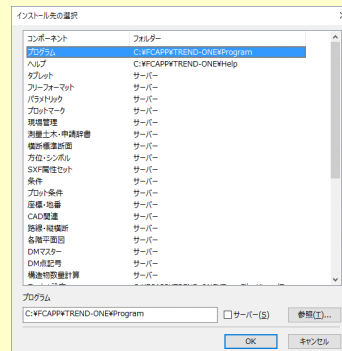 インストール先の選択
コンポーネント フォルダー
プログラム C:¥FCAPP¥TREND-ONE¥Program
ヘルプ C:¥FCAPP¥TREND-ONE¥Help
タブレット サーバー
フリーフォーマット サーバー
パラメトリック サーバー
プロットマーク サーバー
現場管理 サーバー
測量土木・申請辞書 サーバー
横断標準断面 サーバー
方位・シンボル サーバー
SXF属性セット サーバー
条件 サーバー
プロット条件 サーバー
座標・地番 サーバー
CAD関連 サーバー
路線・縦横断 サーバー
各階平面図 サーバー
DMマスター サーバー
DM点記号 サーバー
構造物数量計算 サーバー
プログラム
C:¥FCAPP¥TREND-ONE¥Program サーバー(S) 参照(T)...
OK キャンセル